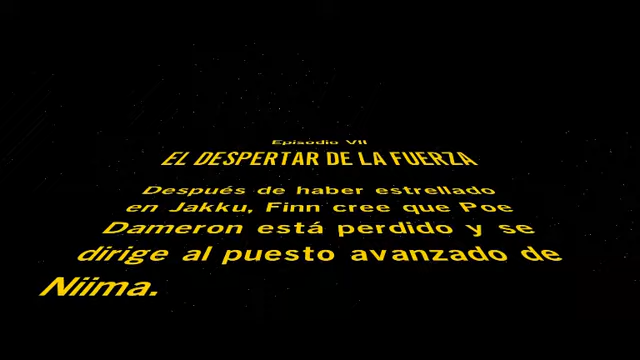 Episodio VII
EL DESPERTAR DE LA FUERZA
Después de haber estrellado
en Jakku, Finn cree que Poe
Dameron está perdido y se
dirige al puesto avanzado de
Niima.